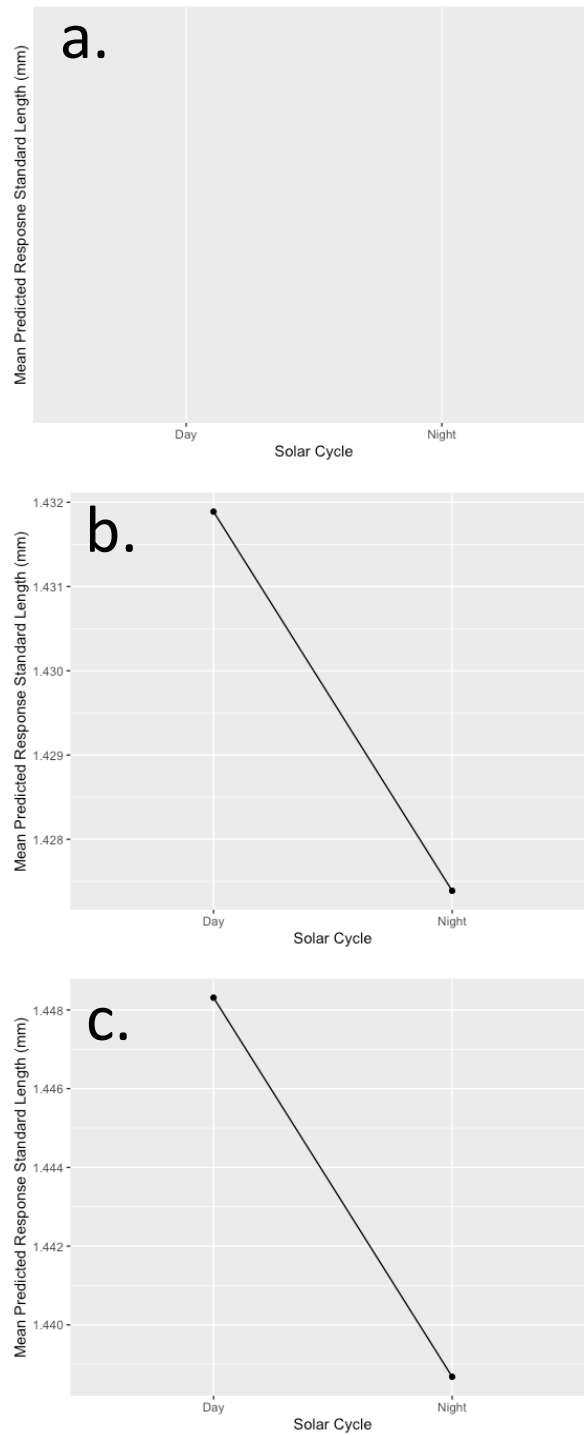 a.
Mean Predicted Resposne Standard Length (mm)
Day Night
Solar Cycle
b.
Mean Predicted Response Standard Length (mm)
1.432
1.431
1.430
1.429
1.428
Day Night
Solar Cycle
c.
Mean Predicted Response Standard Length (mm)
1.448
1.446
1.444
1.442
1.440
Day Night
Solar Cycle